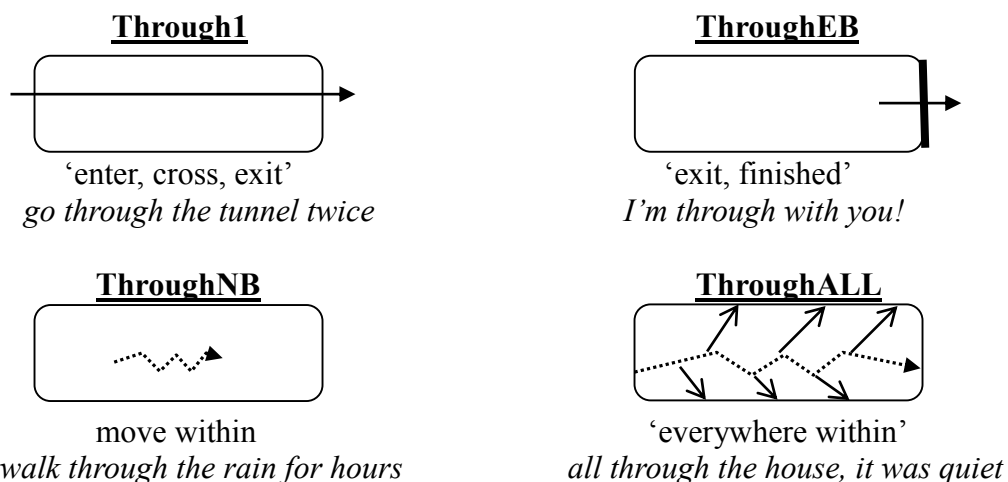 Through1
ThroughEB
‘enter, cross, exit’
go through the tunnel twice
‘exit, finished’
I’m through with you!
ThroughNB
ThroughALL
move within
walk through the rain for hours
‘everywhere within’
all through the house, it was quiet